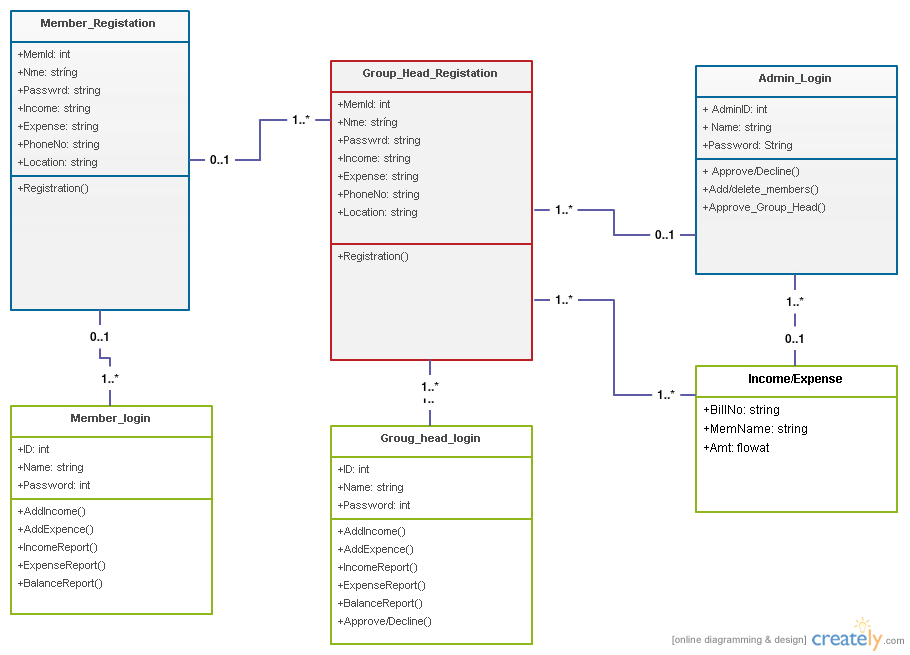 Member_Registation
+MemId: int
+Nme: string
+Passwrd: string
+Income: string
+Expense: string
+PhoneNo: string
+Location: string
+Registration()
0..1
1..*
Group_Head_Registation
+MemId: int
+Nme: string
+Passwrd: string
+Income: string
+Expense: string
+PhoneNo: string
+Location: string
+Registration()
1..*
0..1
Admin_Login
+ AdminID: int
+ Name: string
+Password: String
+ Approve/Decline()
+Add/delete_members()
+Approve_Group_Head()
1..*
1..*
1..*
0..1
Income/Expense
+BillNo: string
+MemName: string
+Amt: flowat
0..1
1..*
Member_login
+ID: int
+Name: string
+Password: int
+AddIncome()
+AddExpence()
+IncomeReport()
+ExpenseReport()
+BalanceReport()
1..*
Groug_head_login
+ID: int
+Name: string
+Password: int
+AddIncome()
+AddExpence()
+IncomeReport()
+ExpenseReport()
+BalanceReport()
+Approve/Decline()
[online diagramming & design] creately.com